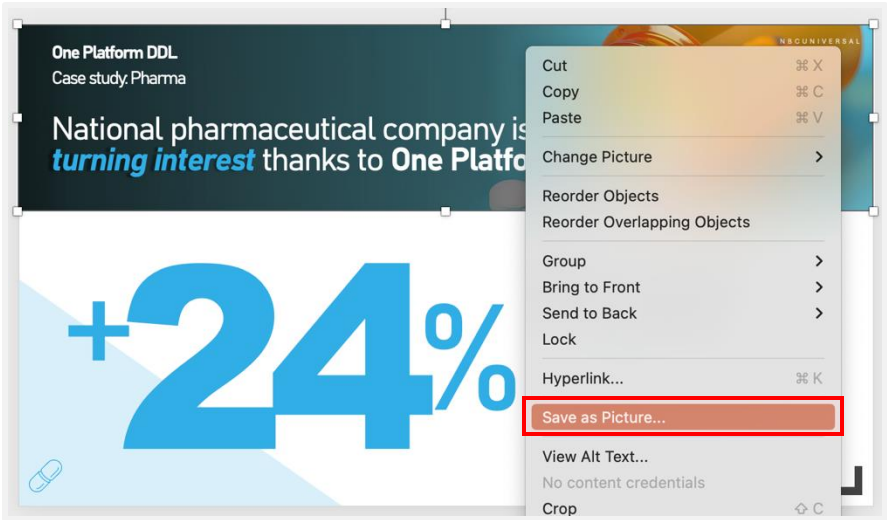 NBCUNIVERSAL
One Platform DDL
Case study: Pharma
National pharmaceutical company is
turning interest thanks to One Platfo
+24%
Cut ⌘ X
Copy ⌘ C
Paste ⌘ V
Change Picture
Reorder Objects
Reorder Overlapping Objects
Group
Bring to Front
Send to Back
Lock
Hyperlink... ⌘ K
Save as Picture...
View Alt Text...
No content credentials
Crop ⇧ C